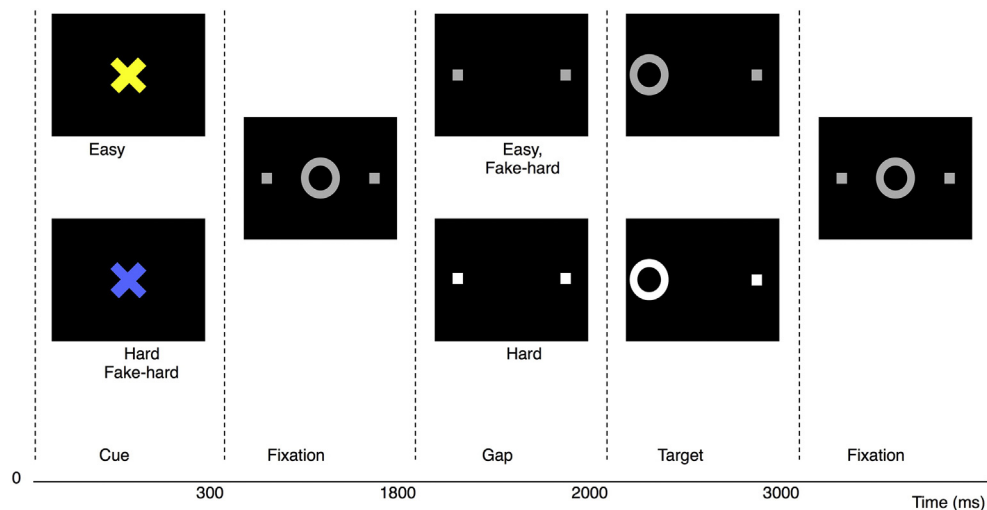 Easy
Hard
Fake-hard
Easy,
Fake-hard
Hard
Cue
Fixation
Gap
Target
Fixation
0
300
1800
2000
3000
Time (ms)